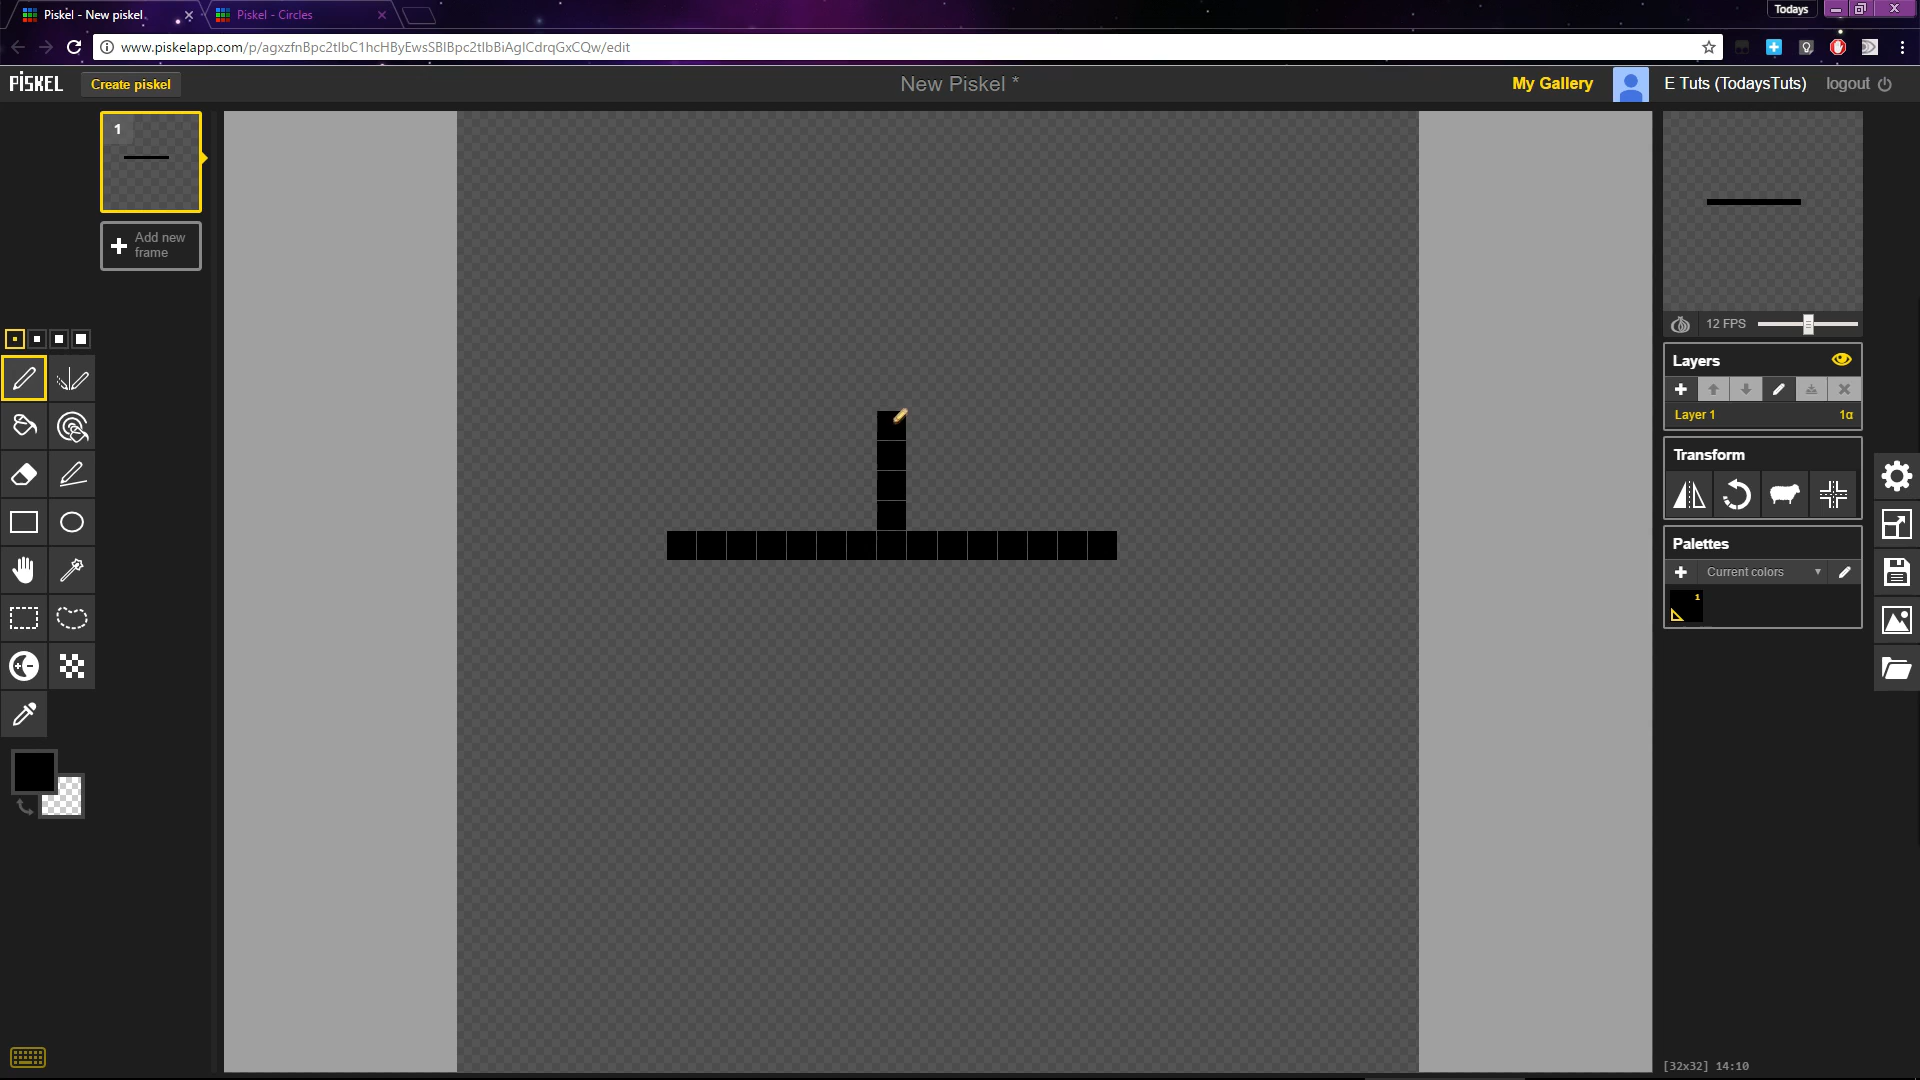 Piskel - New piskel
Piskel - Circles
Todays
www.piskelapp.com/p/agxzfnBpc2tlbC1hcHByEwsSBlBpc2tlbBiAgICdrqGxCQw/edit
PiSKEL
Create piskel
New Piskel *
My Gallery
E Tuts (TodaysTuts)
logout
1
Add new
frame
12 FPS
Layers
Layer 1
1α
Transform
Palettes
Current colors
1
[32x32] 14:10